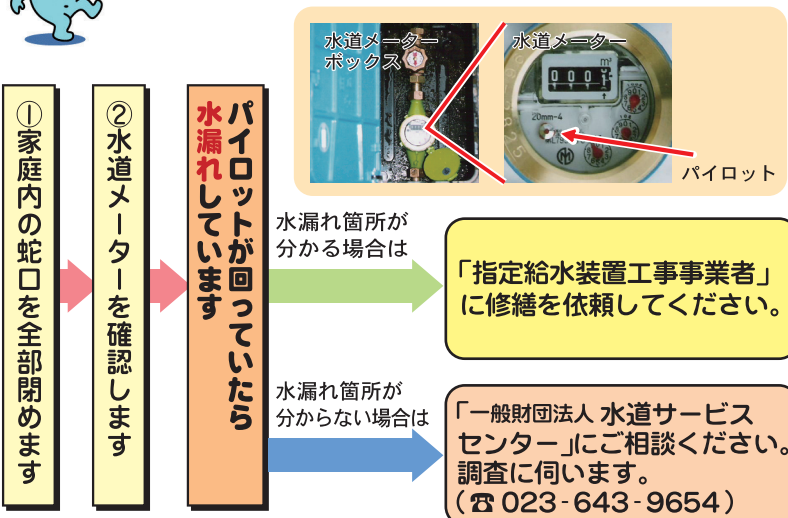 水道メーター
ボックス
水道メーター
m³
000
20mm-4
パイロット
①家庭内の蛇口を全部閉めます
②水道メーターを確認します
パイロットが回っていたら
水漏れしています
水漏れ箇所が
分かる場合は
「指定給水装置工事事業者」
に修繕を依頼してください。
水漏れ箇所が
分からない場合は
「一般財団法人 水道サービス
センター」にご相談ください。
調査に伺います。
(☎023-643-9654)